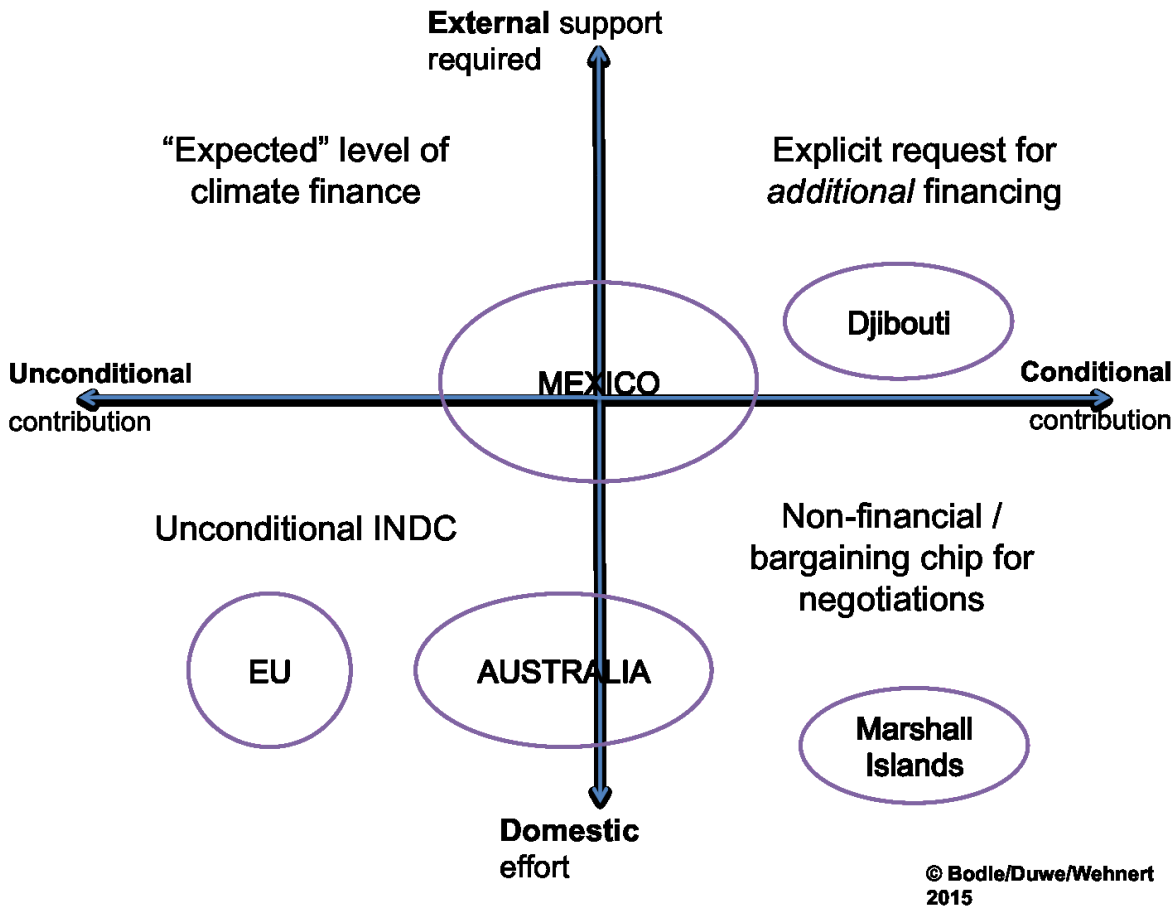 External support
required
“Expected” level of
climate finance
Explicit request for
additional financing
Djibouti
MEXICO
Unconditional
contribution
Conditional
contribution
Unconditional INDC
Non-financial /
bargaining chip for
negotiations
EU
AUSTRALIA
Marshall
Islands
Domestic
effort
© Bodle/Duwe/Wehnert
2015